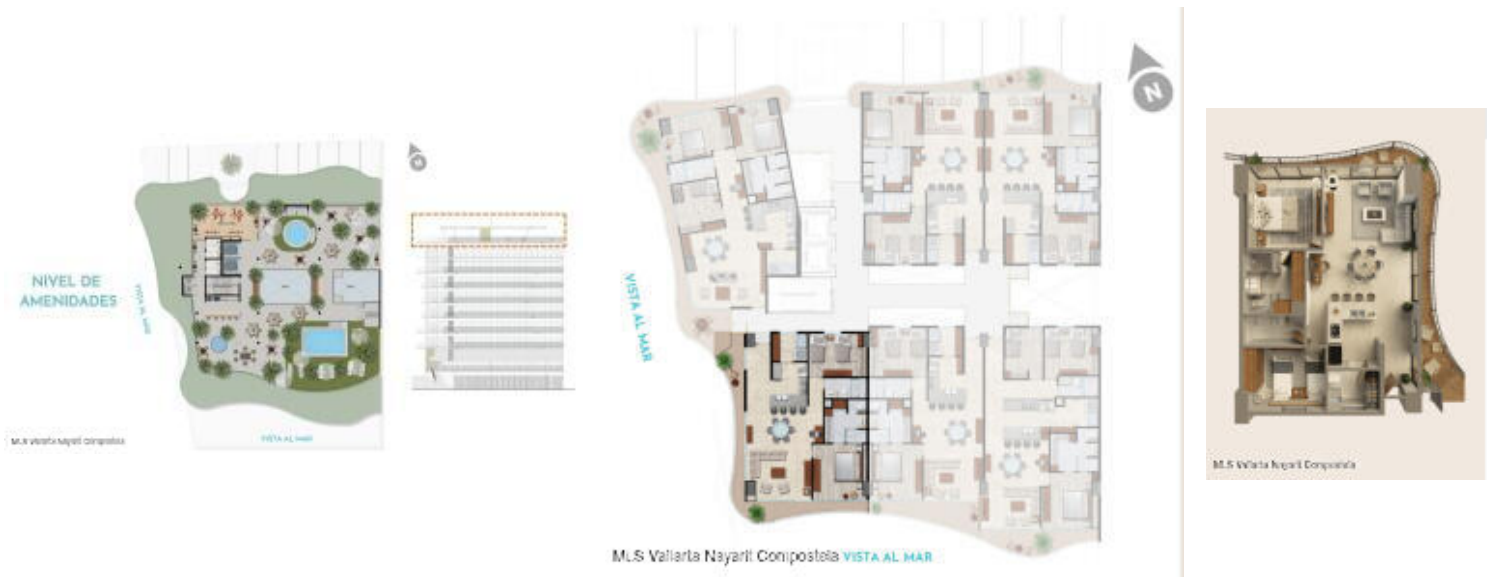 NIVEL DE
AMENIDADES
VISTA AL MAR
N
VISTA AL MAR
MLS Vallarta Nayarit Compostela
VISTA AL MAR
N
MLS Vallarta Nayarit Compostela VISTA AL MAR
MLS Vallarta Nayarit Compostela